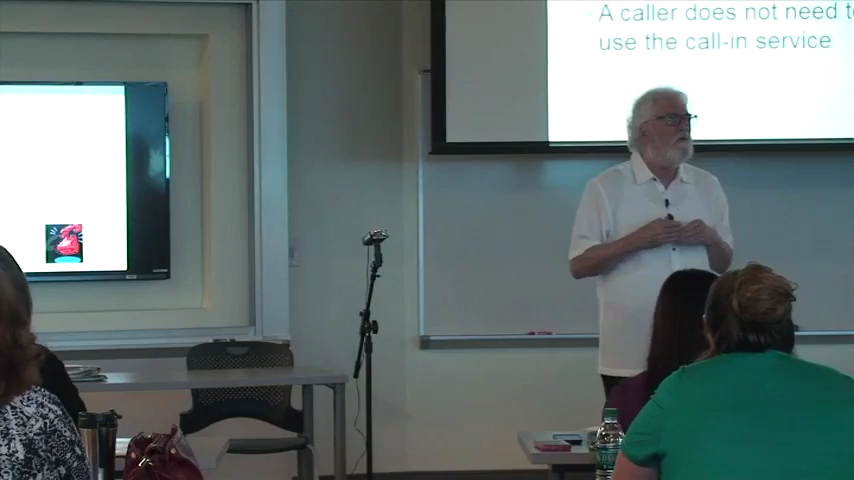 · A caller does not need to
use the call-in service